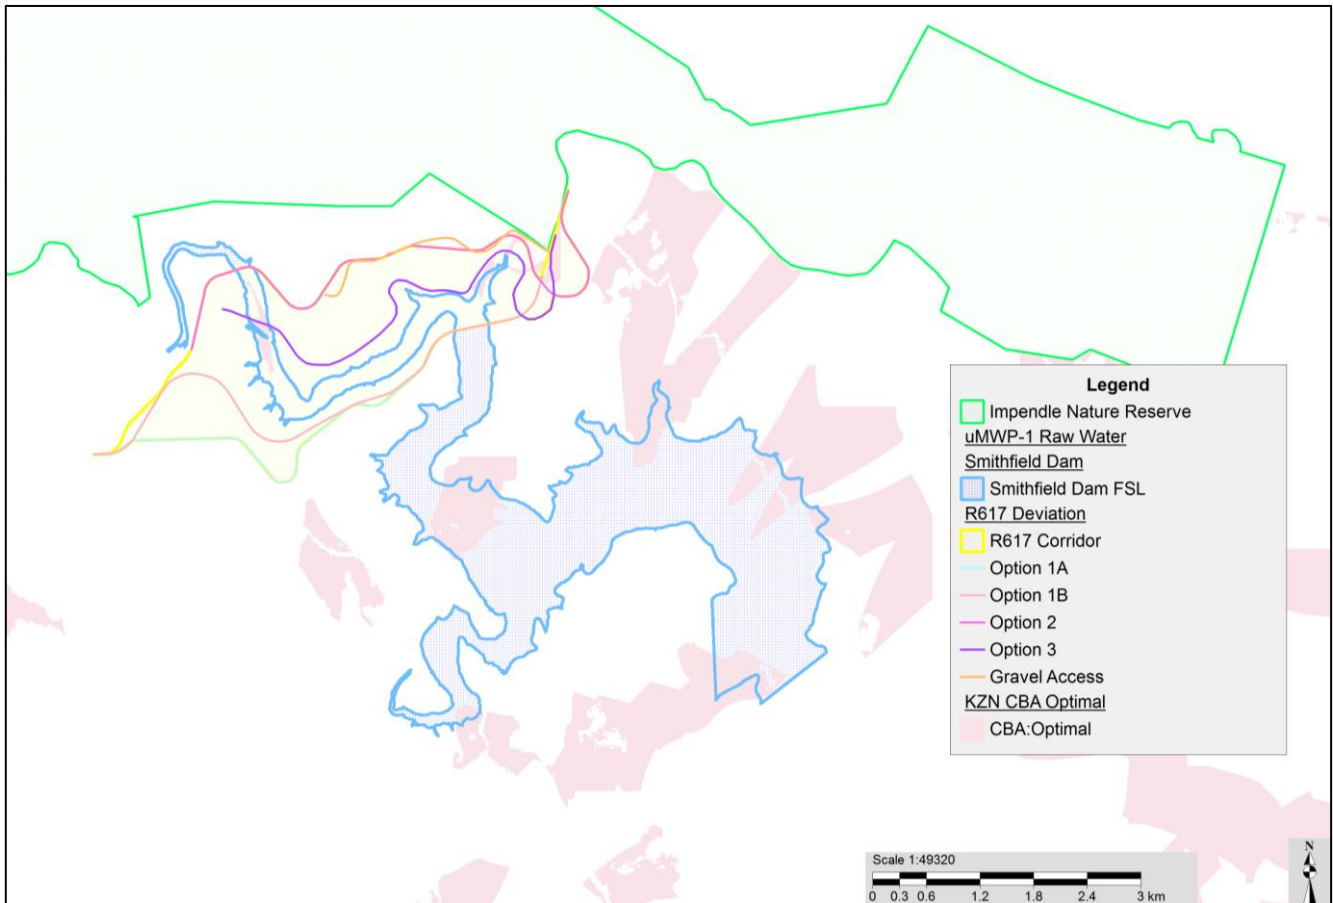 Legend
Impendle Nature Reserve
uMWP-1 Raw Water
Smithfield Dam
Smithfield Dam FSL
R617 Deviation
R617 Corridor
Option 1A
Option 1B
Option 2
Option 3
Gravel Access
KZN CBA Optimal
CBA:Optimal
Scale 1:49320
0 0.3 0.6 1.2 1.8 2.4 3 km
N